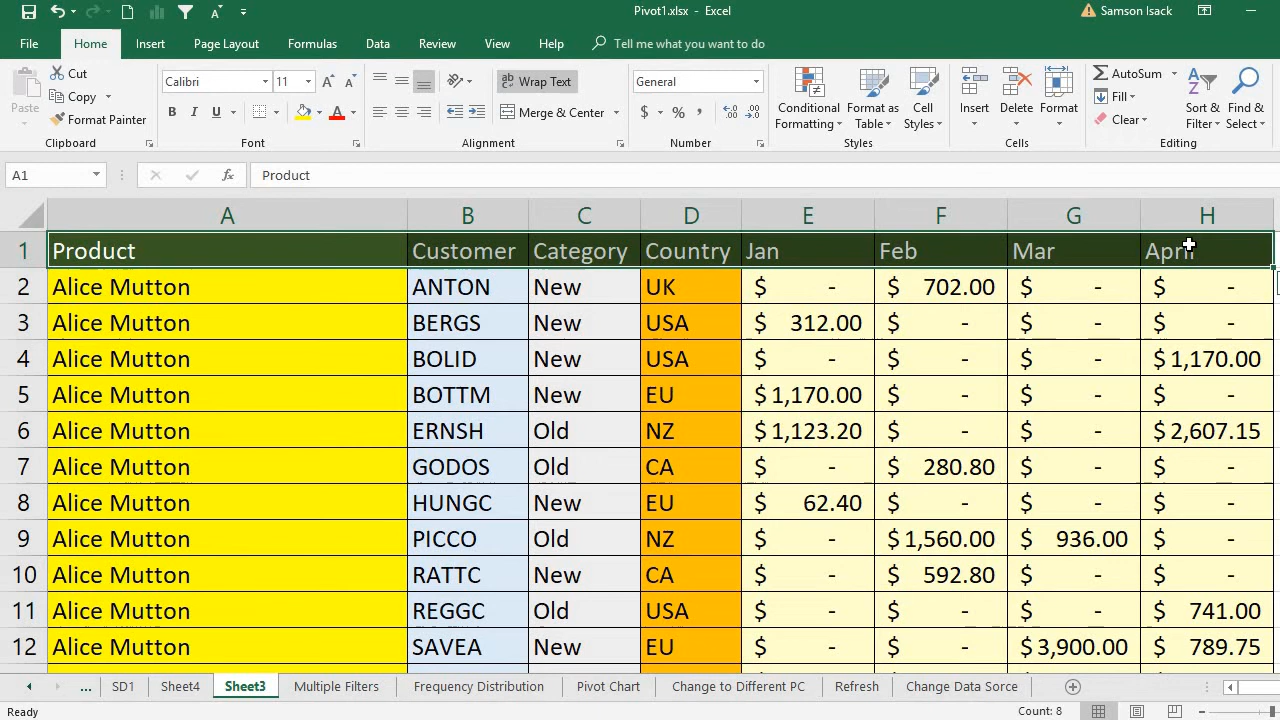 Pivot1.xlsx - Excel
Samson Isack
File Home Insert Page Layout Formulas Data Review View Help Tell me what you want to do
Paste
Cut
Copy
Format Painter
Clipboard
Calibri 11
B I U
Font
Wrap Text
Merge & Center
Alignment
General
$ % ,
Number
Conditional Formatting
Format as Table
Cell Styles
Styles
Insert
Delete
Format
Cells
AutoSum
Fill
Clear
Sort & Filter
Find & Select
Editing
A1 fx Product
A B C D E F G H
1 Product Customer Category Country Jan Feb Mar April
2 Alice Mutton ANTON New UK $ - $ 702.00 $ - $ -
3 Alice Mutton BERGS New USA $ 312.00 $ - $ - $ -
4 Alice Mutton BOLID New USA $ - $ - $ - $ 1,170.00
5 Alice Mutton BOTTM New EU $ 1,170.00 $ - $ - $ -
6 Alice Mutton ERNSH Old NZ $ 1,123.20 $ - $ - $ 2,607.15
7 Alice Mutton GODOS Old CA $ - $ 280.80 $ - $ -
8 Alice Mutton HUNGC New EU $ 62.40 $ - $ - $ -
9 Alice Mutton PICCO Old NZ $ - $ 1,560.00 $ 936.00 $ -
10 Alice Mutton RATTC New CA $ - $ 592.80 $ - $ -
11 Alice Mutton REGGC Old USA $ - $ - $ - $ 741.00
12 Alice Mutton SAVEA New EU $ - $ - $ 3,900.00 $ 789.75
... SD1 Sheet4 Sheet3 Multiple Filters Frequency Distribution Pivot Chart Change to Different PC Refresh Change Data Sorce
Ready Count: 8